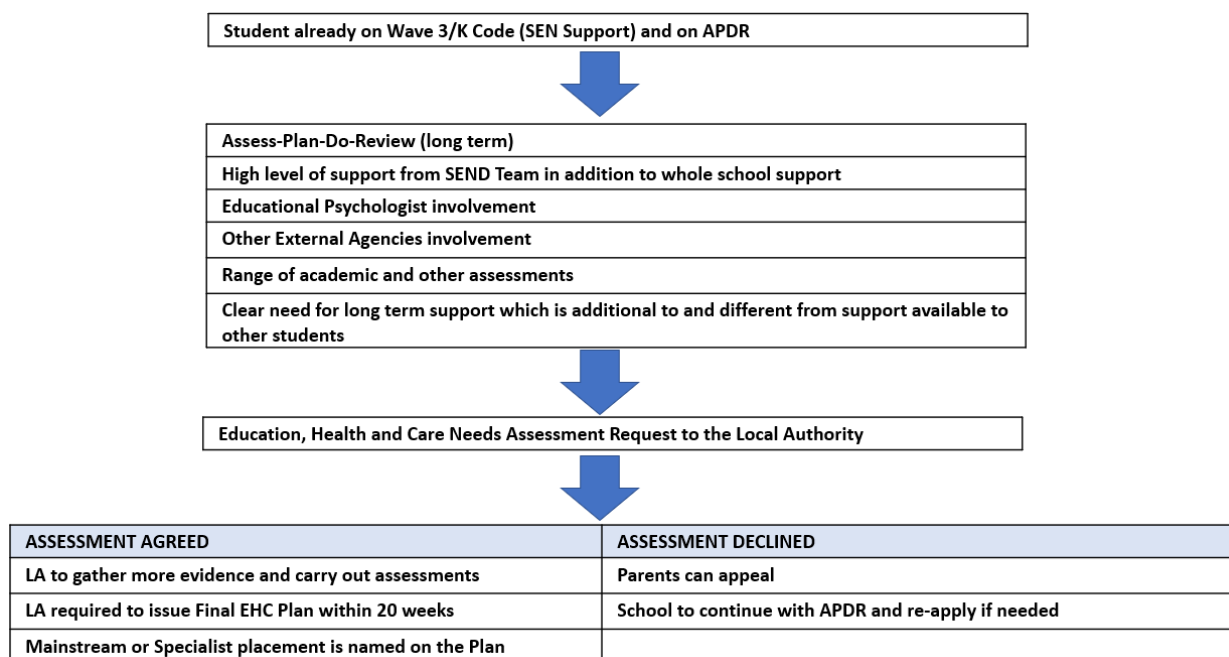 Student already on Wave 3/K Code (SEN Support) and on APDR
Assess-Plan-Do-Review (long term)
High level of support from SEND Team in addition to whole school support
Educational Psychologist involvement
Other External Agencies involvement
Range of academic and other assessments
Clear need for long term support which is additional to and different from support available to
other students
Education, Health and Care Needs Assessment Request to the Local Authority
ASSESSMENT AGREED
ASSESSMENT DECLINED
LA to gather more evidence and carry out assessments
Parents can appeal
LA required to issue Final EHC Plan within 20 weeks
School to continue with APDR and re-apply if needed
Mainstream or Specialist placement is named on the Plan